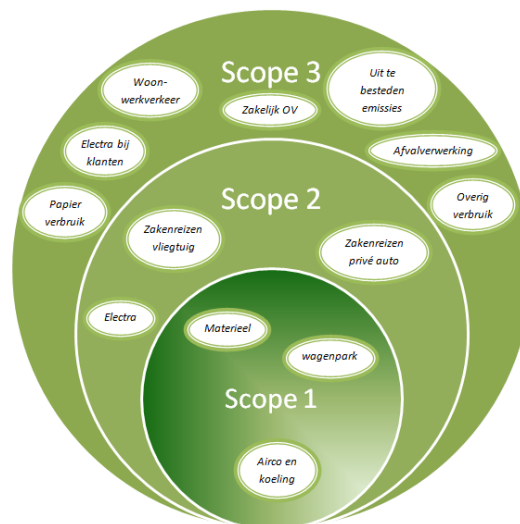 Scope 3
Woon-
werkverkeer
Zakelijk OV
Uit te
besteden
emissies
Electra bij
klanten
Afvalverwerking
Papier
verbruik
Overig
verbruik
Scope 2
Zakenreizen
vliegtuig
Zakenreizen
privé auto
Electra
Materieel
wagenpark
Scope 1
Airco en
koeling